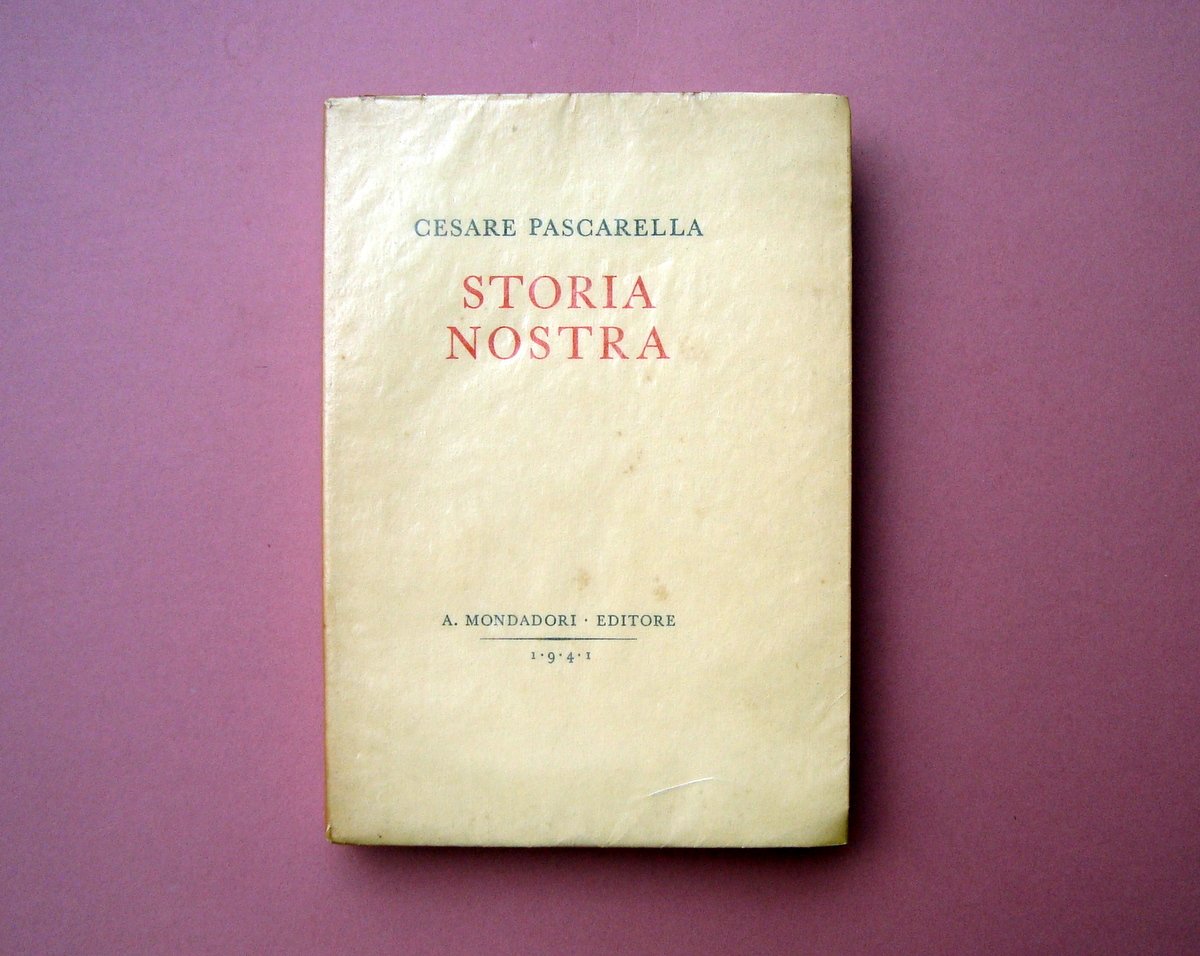 CESARE PASCARELLA
STORIA
NOSTRA
A. MONDADORI · EDITORE
1·9·4·1